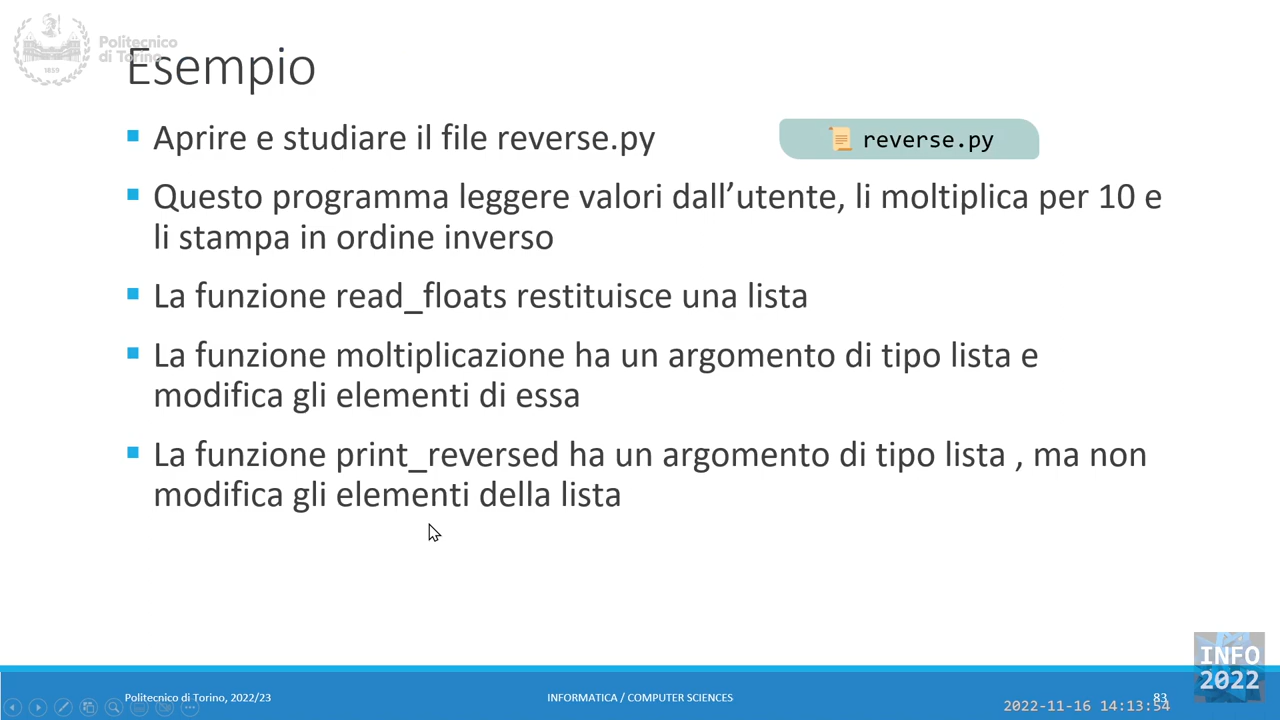 Politecnico
di Torino
1859
Esempio
Aprire e studiare il file reverse.py
reverse.py
Questo programma leggere valori dall’utente, li moltiplica per 10 e
li stampa in ordine inverso
La funzione read_floats restituisce una lista
La funzione moltiplicazione ha un argomento di tipo lista e
modifica gli elementi di essa
La funzione print_reversed ha un argomento di tipo lista , ma non
modifica gli elementi della lista
INFO
2022
Politecnico di Torino, 2022/23
INFORMATICA / COMPUTER SCIENCES
83
2022-11-16 14:13:54